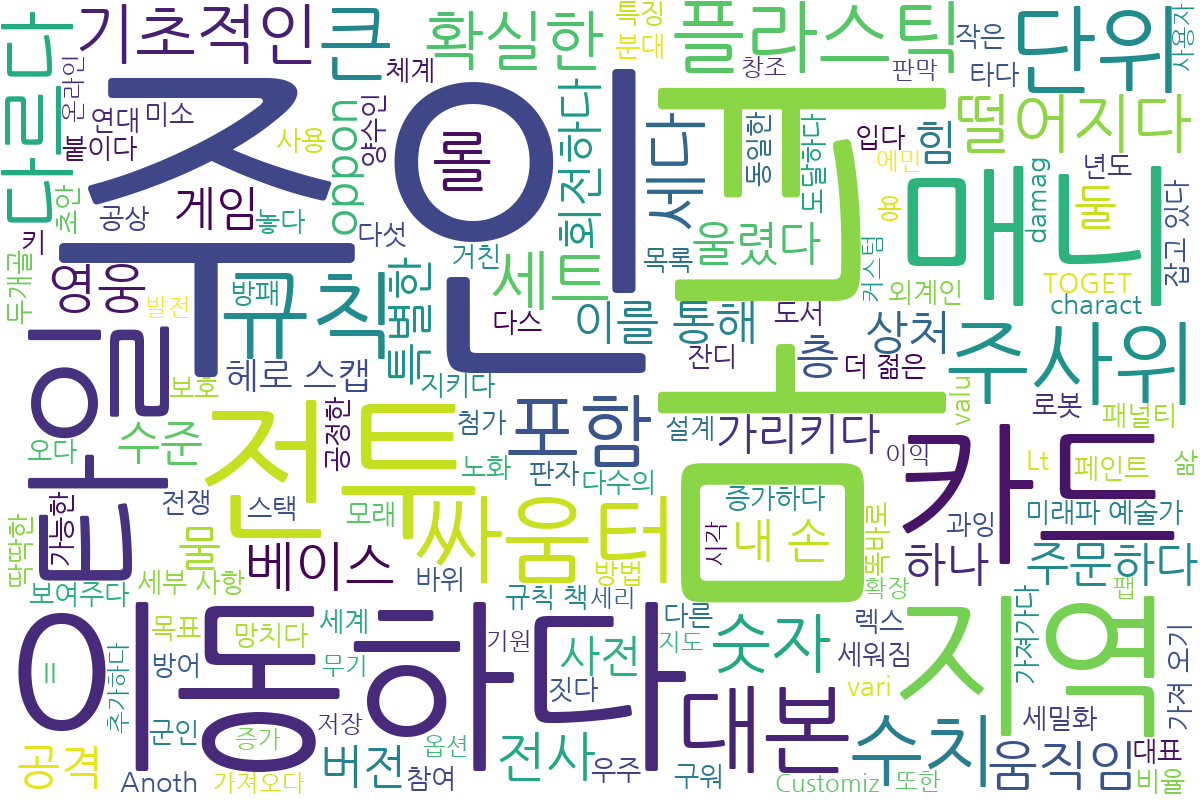 기초적인
큰
확실한
플라스틱
단위
특징
분대
창조
판막
작은
타다
사용자
다르다
온라인
연대
미소
붙이다
체계
양수인
사용
oppon
주인
룰
회전하다
세다
동일한
도달하다
입다
에민
힘
떨어지다
년도
초안
공상
게임
놓다
다섯
거친
목록
울렸다
커스텀
용
매니
둘
damag
잡고 있다
키
두개골
영웅
발전
방패
규칙
특별한
세트
다스
이를 통해
도서
외계인
TOGET
charact
상처
층
더 젊은
잔디
헤로 스캡
지키다
보호
주사위
valu
로봇
패널티
타일
오다
수준
전투
공정한
첨가
포함
설계
가리키다
이익
카드
Lt
페인트
삶
전쟁
스택
모래
노화
판자
다수의
증가하다
몹
내 손
시각
똑바로
과잉
미래파 예술가
딱딱한
가능한
물
베이스
싸움터
방법
바위
확장
하나
주문하다
팹
보여주다
세부 사항
규칙 책
세리
다른
렉스
가져가다
가져 오기
이동하다
목표
망치다
세계
방어
무기
기원
사전
지도
숫자
세워짐
지역
II
추가하다
군인
증가
저장
짓다
대본
vari
수치
세밀화
움직임
대표
비율
공격
Anoth
가져오다
버전
옵션
참여
전사
우주
구워
Customiz
또한